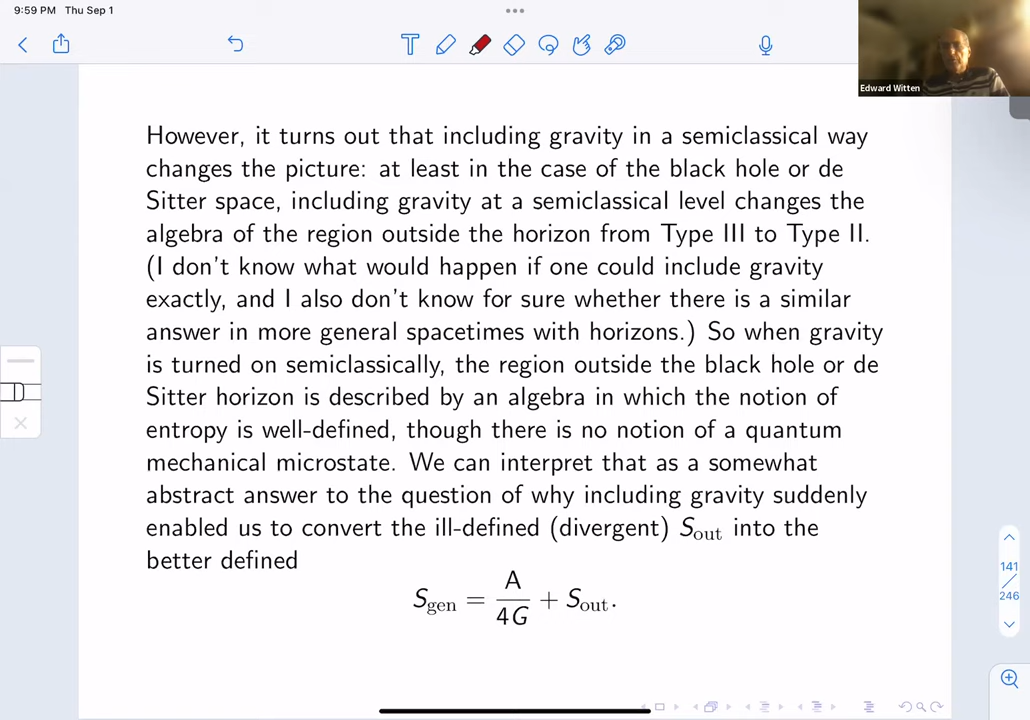 9:59 PM Thu Sep 1
Edward Witten
However, it turns out that including gravity in a semiclassical way
changes the picture: at least in the case of the black hole or de
Sitter space, including gravity at a semiclassical level changes the
algebra of the region outside the horizon from Type III to Type II.
(I don't know what would happen if one could include gravity
exactly, and I also don't know for sure whether there is a similar
answer in more general spacetimes with horizons.) So when gravity
is turned on semiclassically, the region outside the black hole or de
Sitter horizon is described by an algebra in which the notion of
entropy is well-defined, though there is no notion of a quantum
mechanical microstate. We can interpret that as a somewhat
abstract answer to the question of why including gravity suddenly
enabled us to convert the ill-defined (divergent) S_out into the
better defined
S_gen = A/4G + S_out.
141
/
246